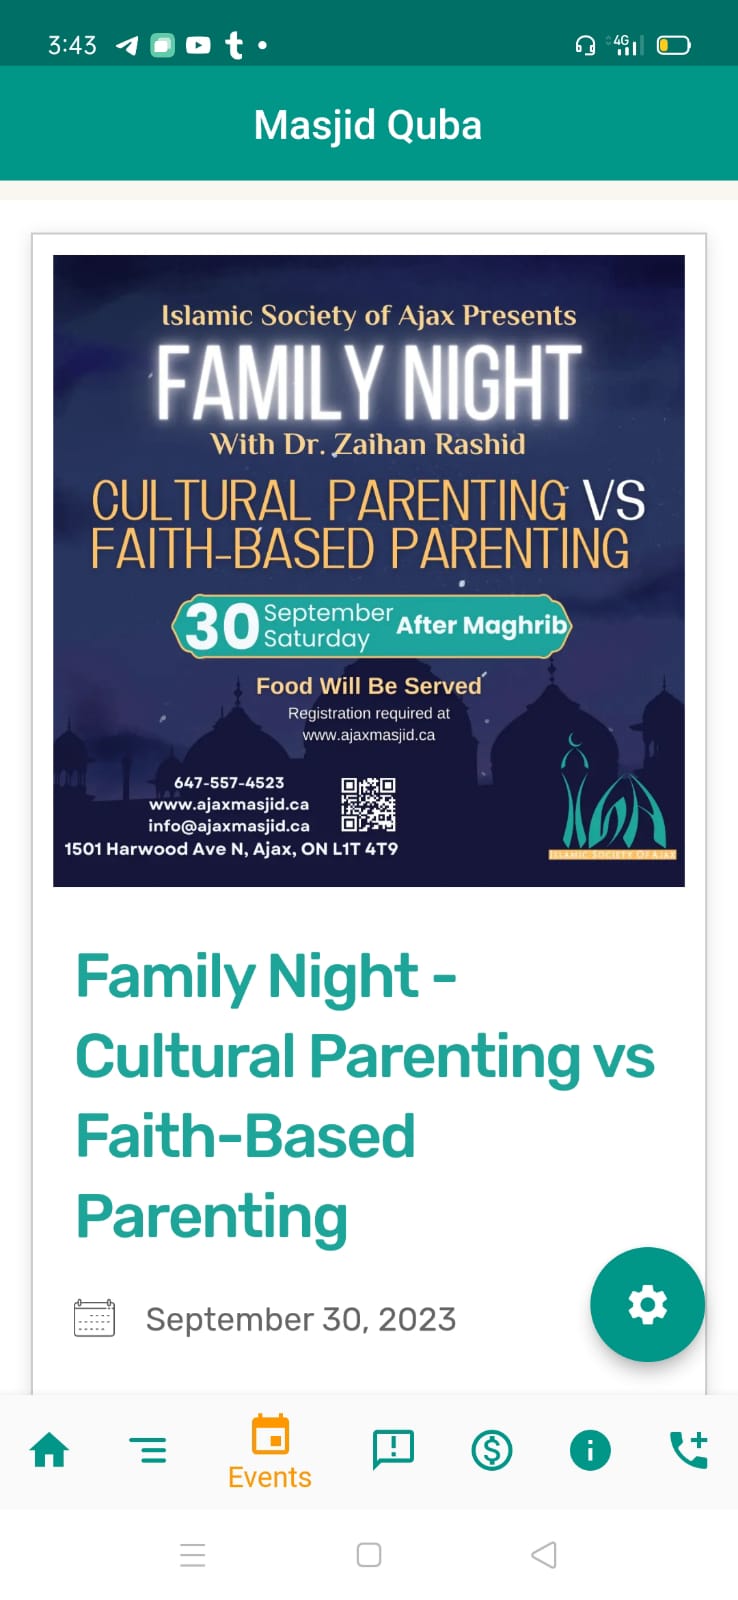 3:43
4G
Masjid Quba
Islamic Society of Ajax Presents
FAMILY NIGHT
With Dr. Zaihan Rashid
CULTURAL PARENTING VS
FAITH-BASED PARENTING
30 September Saturday After Maghrib
Food Will Be Served
Registration required at
www.ajaxmasjid.ca
647-557-4523
www.ajaxmasjid.ca
info@ajaxmasjid.ca
1501 Harwood Ave N, Ajax, ON L1T 4T9
ISLAMIC SOCIETY OF AJAX
Family Night -
Cultural Parenting vs
Faith-Based
Parenting
September 30, 2023
Events